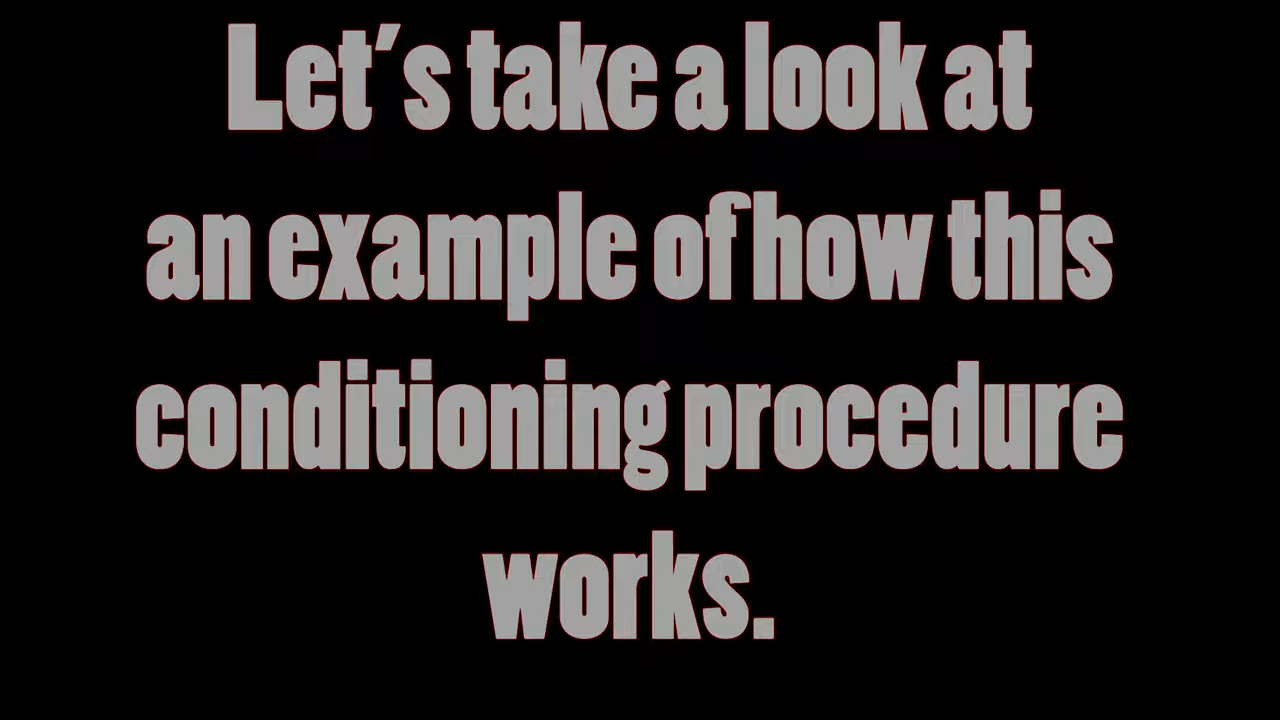 Let's take a look at
an example of how this
conditioning procedure
works.